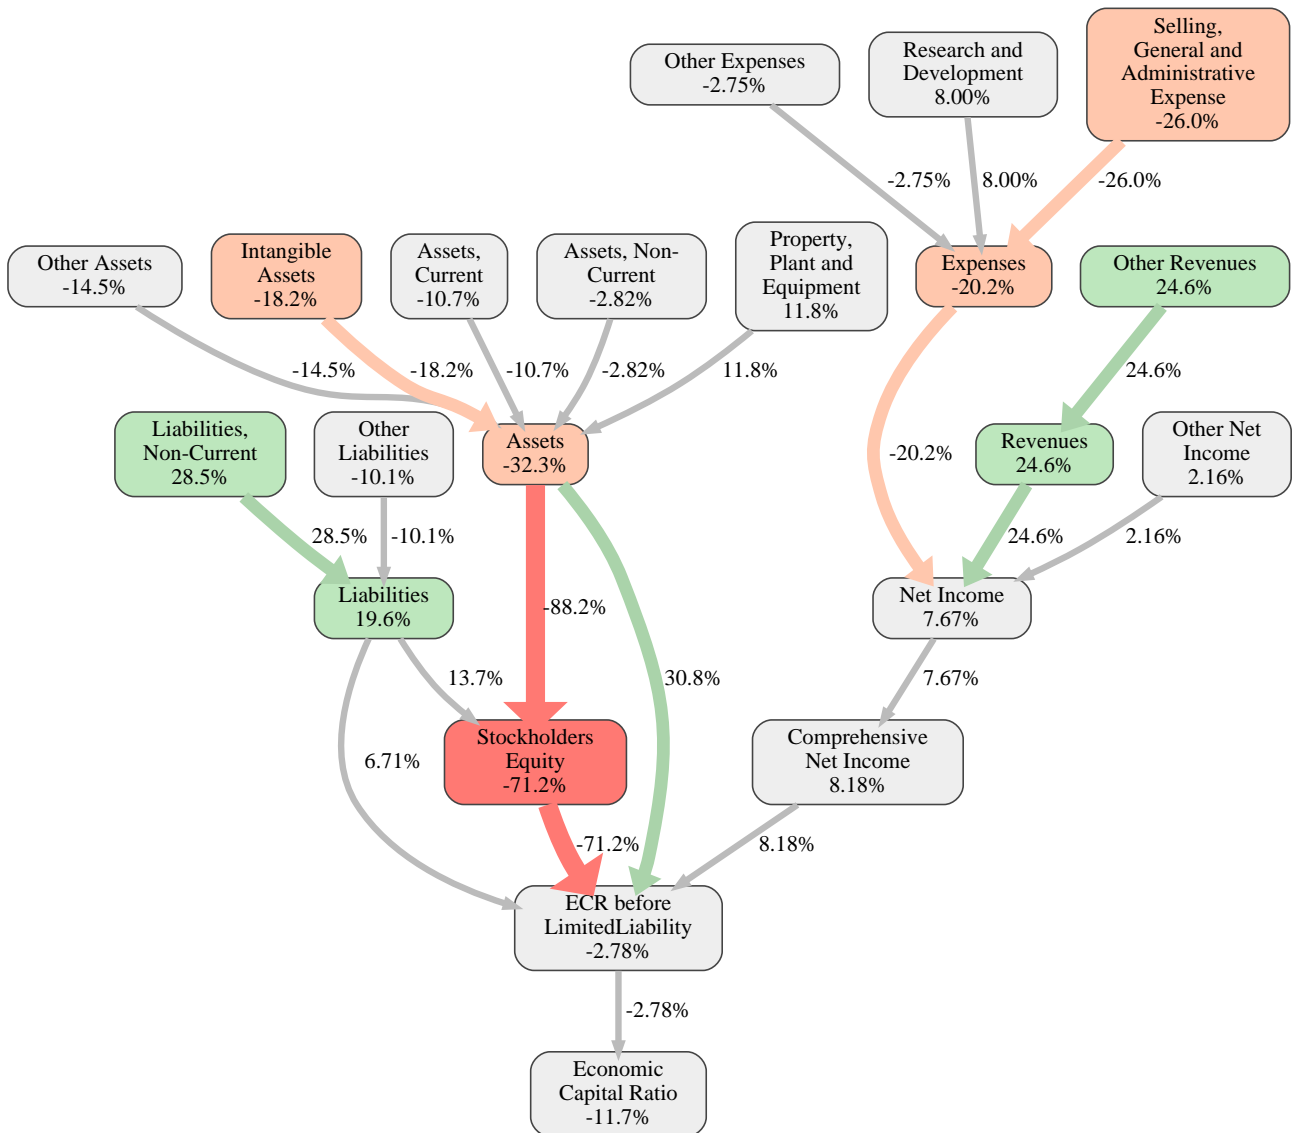 Selling,
General and
Administrative
Expense
-26.0%
Other Expenses
-2.75%
Research and
Development
8.00%
-2.75%
8.00%
-26.0%
Other Assets
-14.5%
Intangible
Assets
-18.2%
Assets,
Current
-10.7%
Assets, Non-
Current
-2.82%
Property,
Plant and
Equipment
11.8%
Expenses
-20.2%
Other Revenues
24.6%
-14.5%
-18.2%
-10.7%
-2.82%
11.8%
24.6%
Liabilities,
Non-Current
28.5%
Other
Liabilities
-10.1%
Assets
-32.3%
-20.2%
Revenues
24.6%
Other Net
Income
2.16%
28.5%
-10.1%
24.6%
2.16%
Liabilities
19.6%
-88.2%
Net Income
7.67%
13.7%
30.8%
7.67%
6.71%
Stockholders
Equity
-71.2%
Comprehensive
Net Income
8.18%
-71.2%
8.18%
ECR before
LimitedLiability
-2.78%
-2.78%
Economic
Capital Ratio
-11.7%